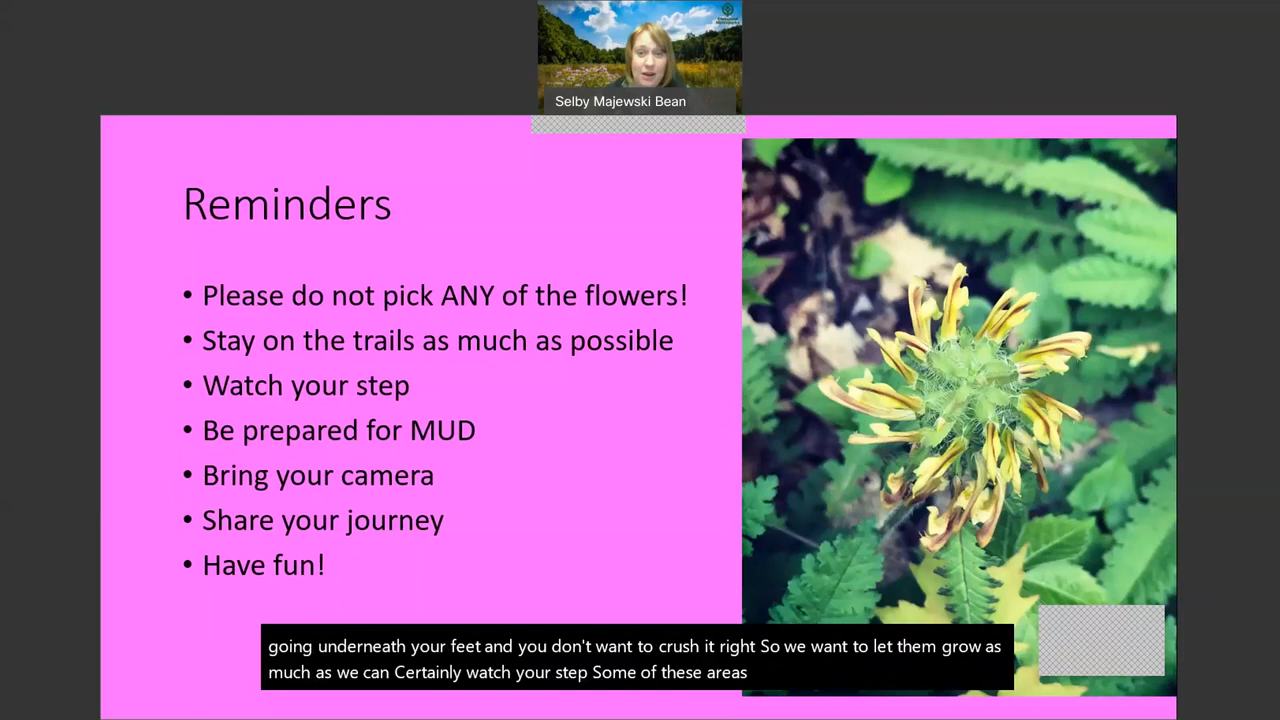 Selby Majewski Bean
Reminders
• Please do not pick ANY of the flowers!
• Stay on the trails as much as possible
• Watch your step
• Be prepared for MUD
• Bring your camera
• Share your journey
• Have fun!
going underneath your feet and you don't want to crush it right So we want to let them grow as
much as we can Certainly watch your step Some of these areas